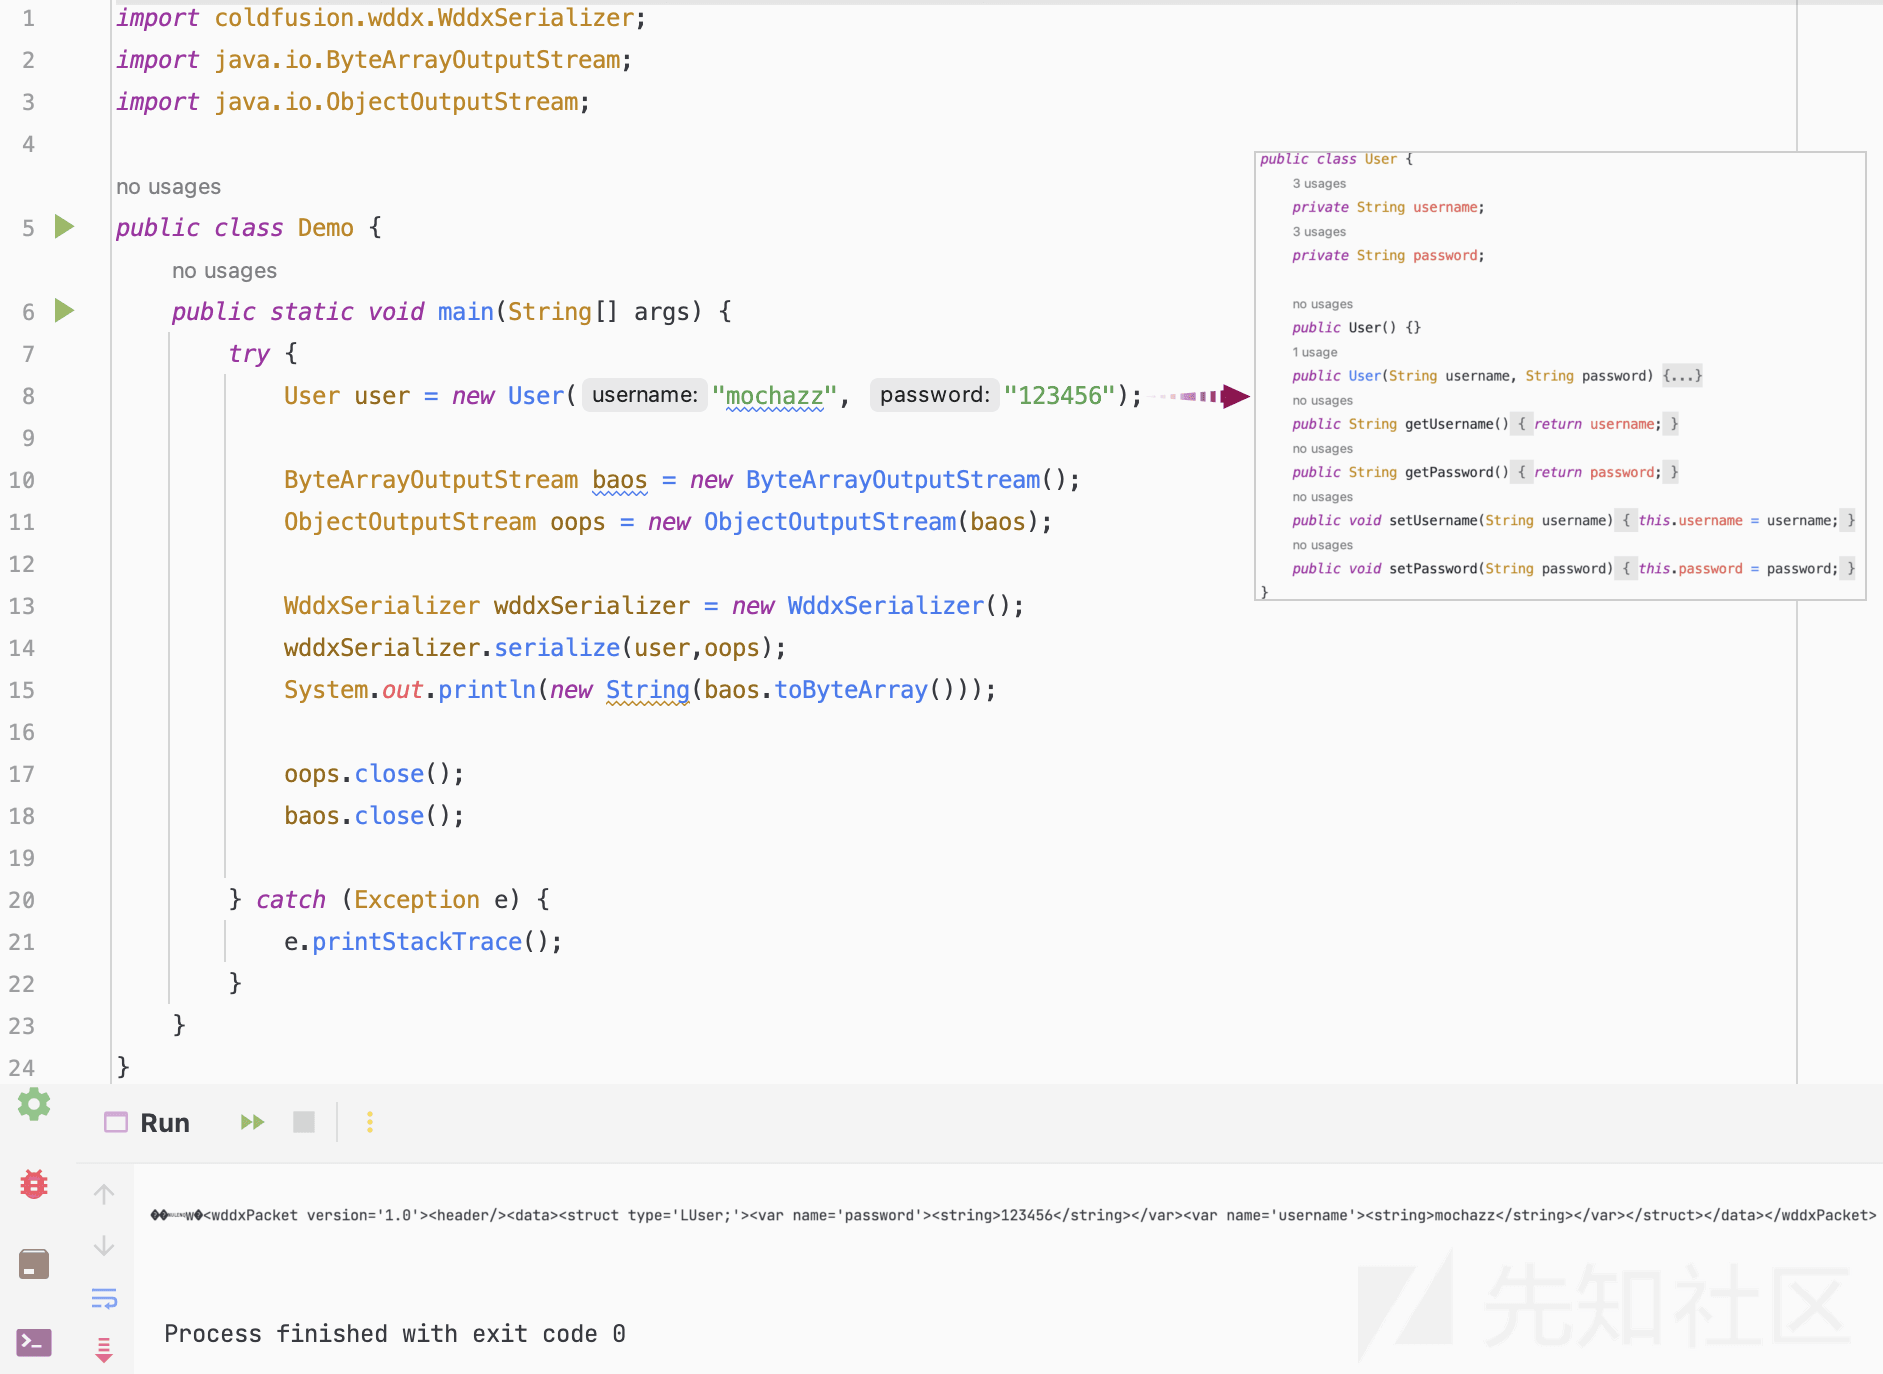 1 import coldfusion.wddx.WddxSerializer;
2 import java.io.ByteArrayOutputStream;
3 import java.io.ObjectOutputStream;
4
no usages
5 public class Demo {
no usages
6 public static void main(String[] args) {
7 try {
8 User user = new User( username: "mochazz", password: "123456");
9
10 ByteArrayOutputStream baos = new ByteArrayOutputStream();
11 ObjectOutputStream oops = new ObjectOutputStream(baos);
12
13 WddxSerializer wddxSerializer = new WddxSerializer();
14 wddxSerializer.serialize(user,oops);
15 System.out.println(new String(baos.toByteArray()));
16
17 oops.close();
18 baos.close();
19
20 } catch (Exception e) {
21 e.printStackTrace();
22 }
23 }
24 }
public class User {
3 usages
private String username;
3 usages
private String password;
no usages
public User() {}
1 usage
public User(String username, String password) {...}
no usages
public String getUsername() { return username; }
no usages
public String getPassword() { return password; }
no usages
public void setUsername(String username) { this.username = username; }
no usages
public void setPassword(String password) { this.password = password; }
}
Run
w�<wddxPacket version='1.0'><header/><data><struct type='LUser;'><var name='password'><string>123456</string></var><var name='username'><string>mochazz</string></var></struct></data></wddxPacket>
Process finished with exit code 0
先知社区